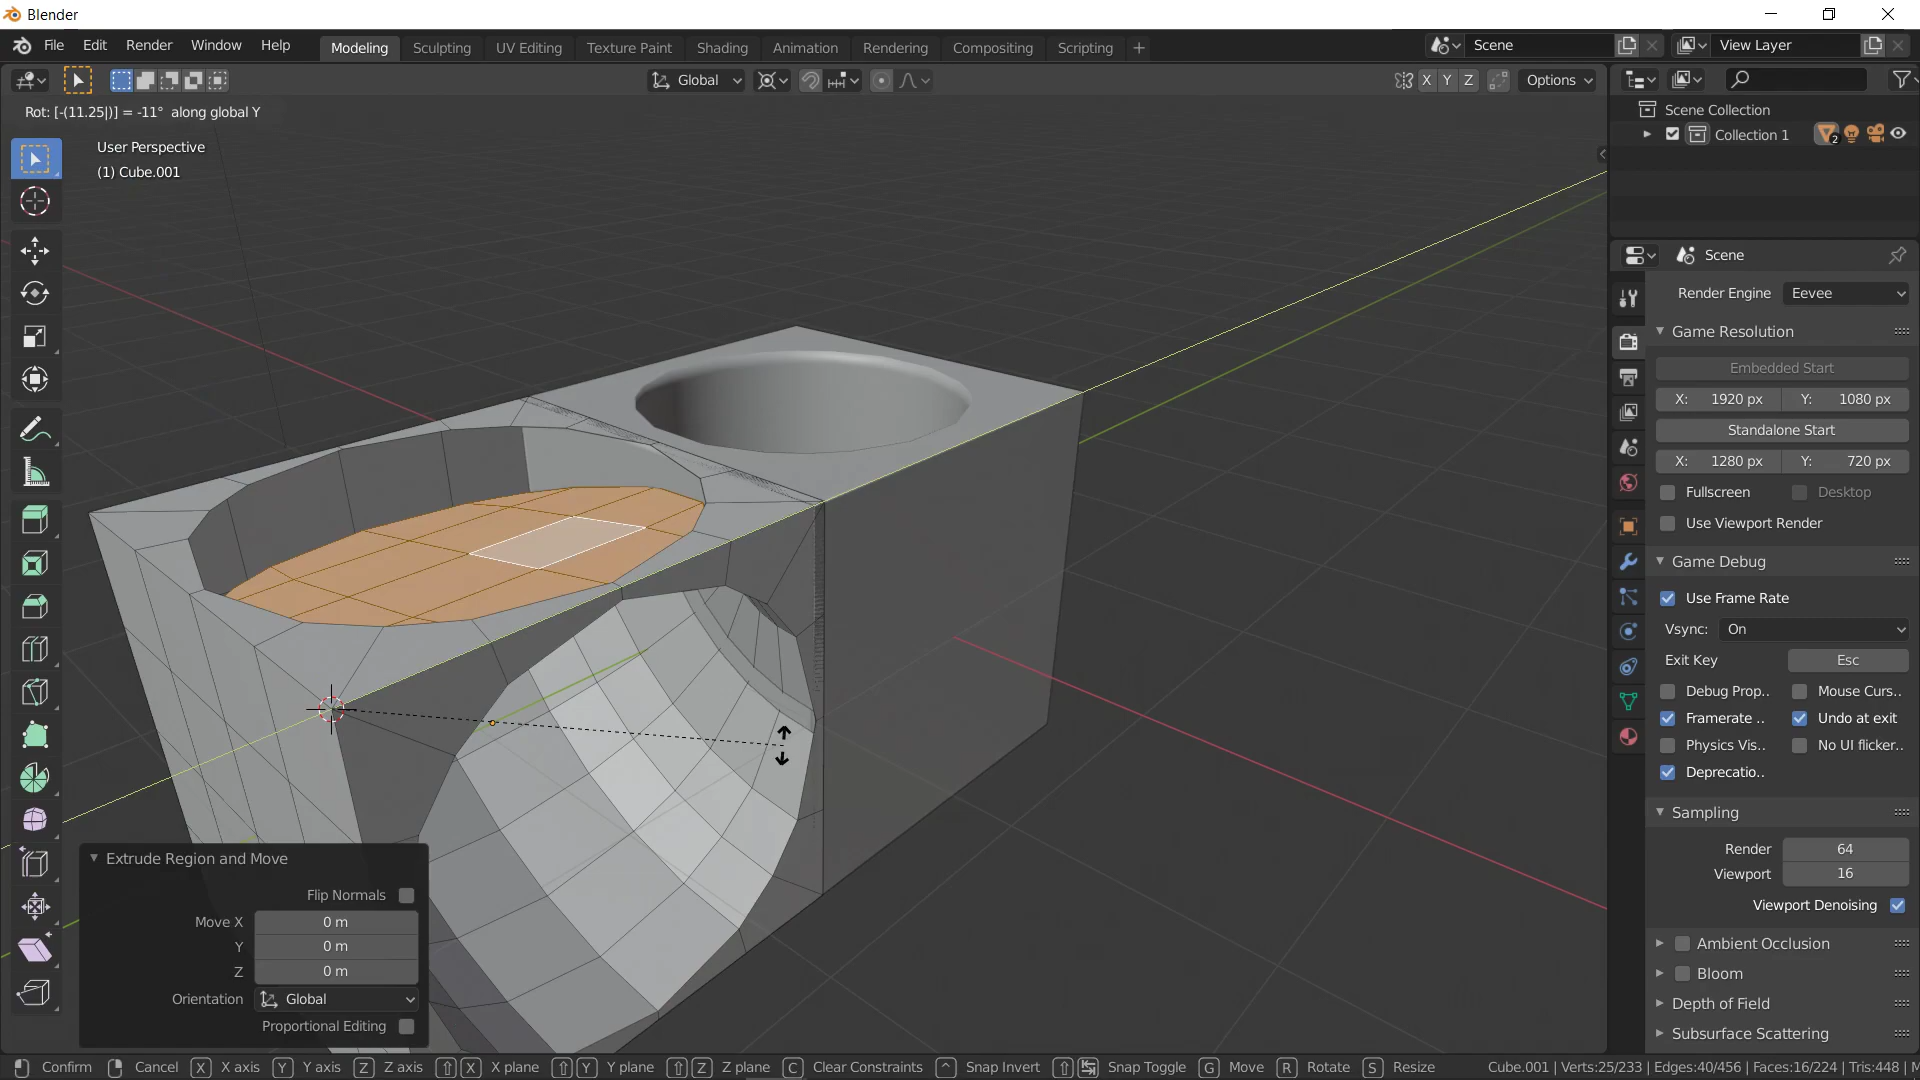 Blender
File Edit Render Window Help Modeling Sculpting UV Editing Texture Paint Shading Animation Rendering Compositing Scripting + Scene View Layer
Global X Y Z Options
Rot: [-(11.25|)] = -11° along global Y
User Perspective
(1) Cube.001
Scene Collection
Collection 1 2
Scene
Render Engine Eevee
Game Resolution
Embedded Start
X: 1920 px Y: 1080 px
Standalone Start
X: 1280 px Y: 720 px
Fullscreen Desktop
Use Viewport Render
Game Debug
Use Frame Rate
Vsync: On
Exit Key Esc
Debug Prop.. Mouse Curs..
Framerate .. Undo at exit
Physics Vis.. No UI flicker..
Deprecatio..
Sampling
Render 64
Viewport 16
Viewport Denoising
Ambient Occlusion
Bloom
Depth of Field
Subsurface Scattering
Extrude Region and Move
Flip Normals
Move X 0 m
Y 0 m
Z 0 m
Orientation Global
Proportional Editing
Confirm Cancel X X axis Y Y axis Z Z axis X X plane Y Y plane Z Z plane C Clear Constraints ^ Snap Invert Snap Toggle G Move R Rotate S Resize Cube.001 | Verts:25/233 | Edges:40/456 | Faces:16/224 | Tris:448 | M